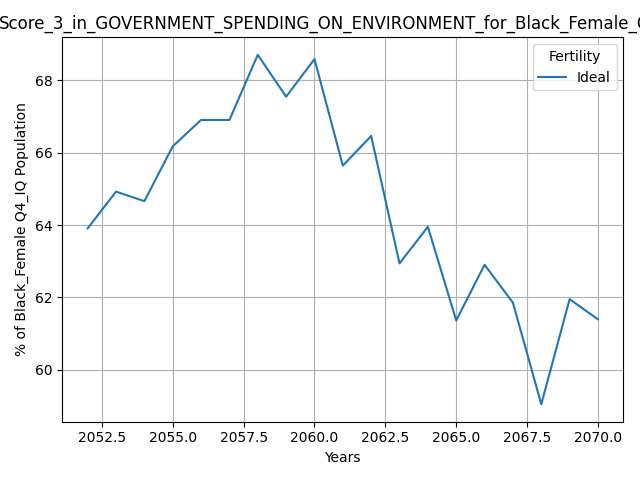 Score_3_in_GOVERNMENT_SPENDING_ON_ENVIRONMENT_for_Black_Female_
Fertility
Ideal
% of Black_Female Q4_IQ Population
68
66
64
62
60
2052.5 2055.0 2057.5 2060.0 2062.5 2065.0 2067.5 2070.0
Years